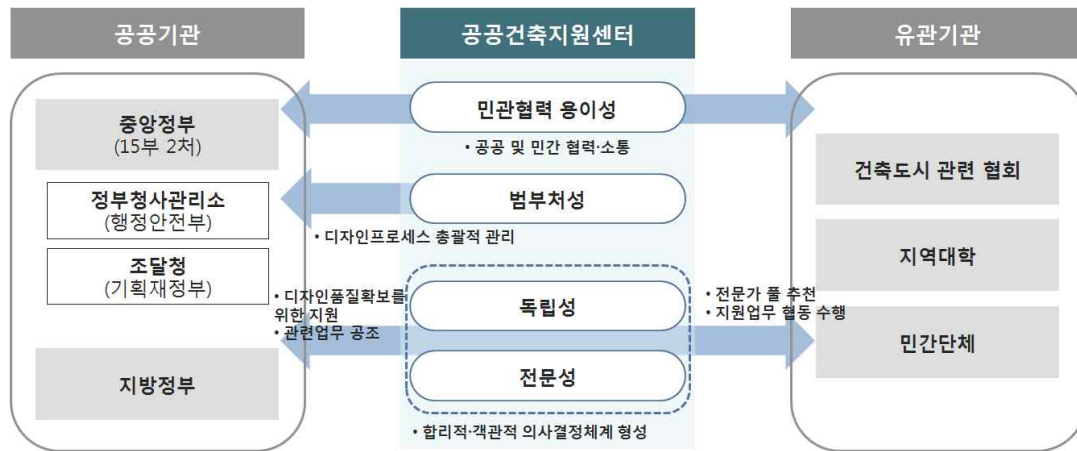 공공기관
공공건축지원센터
유관기관
중앙정부
(15부 2처)
정부청사관리소
(행정안전부)
조달청
(기획재정부)
지방정부
민관협력 용이성
• 공공 및 민간 협력·소통
범부처성
• 디자인프로세스 총괄적 관리
• 디자인품질확보를
위한 지원
• 관련업무 공조
독립성
전문성
• 합리적·객관적 의사결정체계 형성
• 전문가 풀 추천
• 지원업무 협동 수행
건축도시 관련 협회
지역대학
민간단체